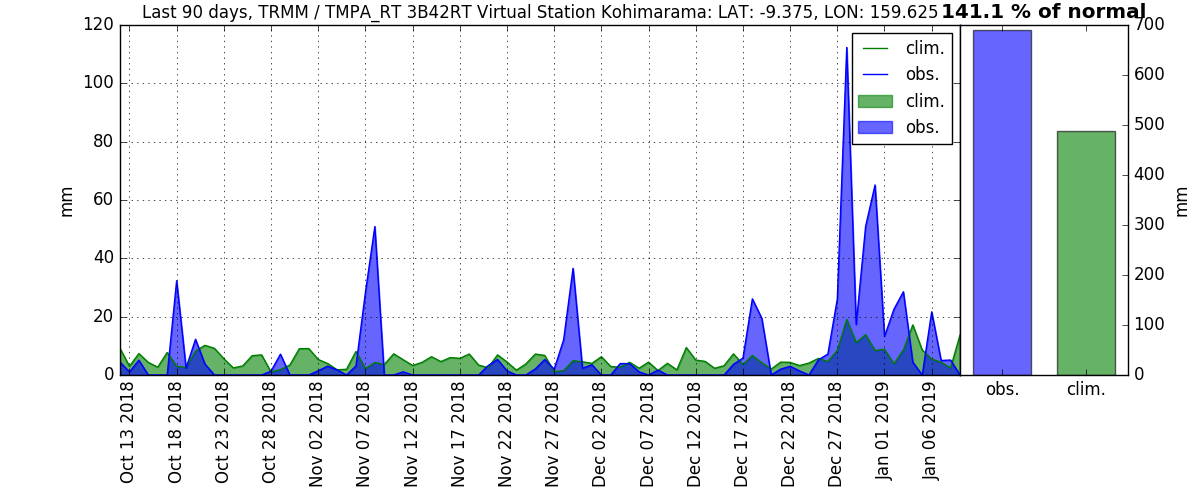 Last 90 days, TRMM / TMPA_RT 3B42RT Virtual Station Kohimarama: LAT: -9.375, LON: 159.625
141.1 % of normal
120
100
80
60
40
20
0
mm
clim.
obs.
clim.
obs.
Oct 13 2018
Oct 18 2018
Oct 23 2018
Oct 28 2018
Nov 02 2018
Nov 07 2018
Nov 12 2018
Nov 17 2018
Nov 22 2018
Nov 27 2018
Dec 02 2018
Dec 07 2018
Dec 12 2018
Dec 17 2018
Dec 22 2018
Dec 27 2018
Jan 01 2019
Jan 06 2019
700
600
500
400
300
200
100
0
mm
obs.
clim.